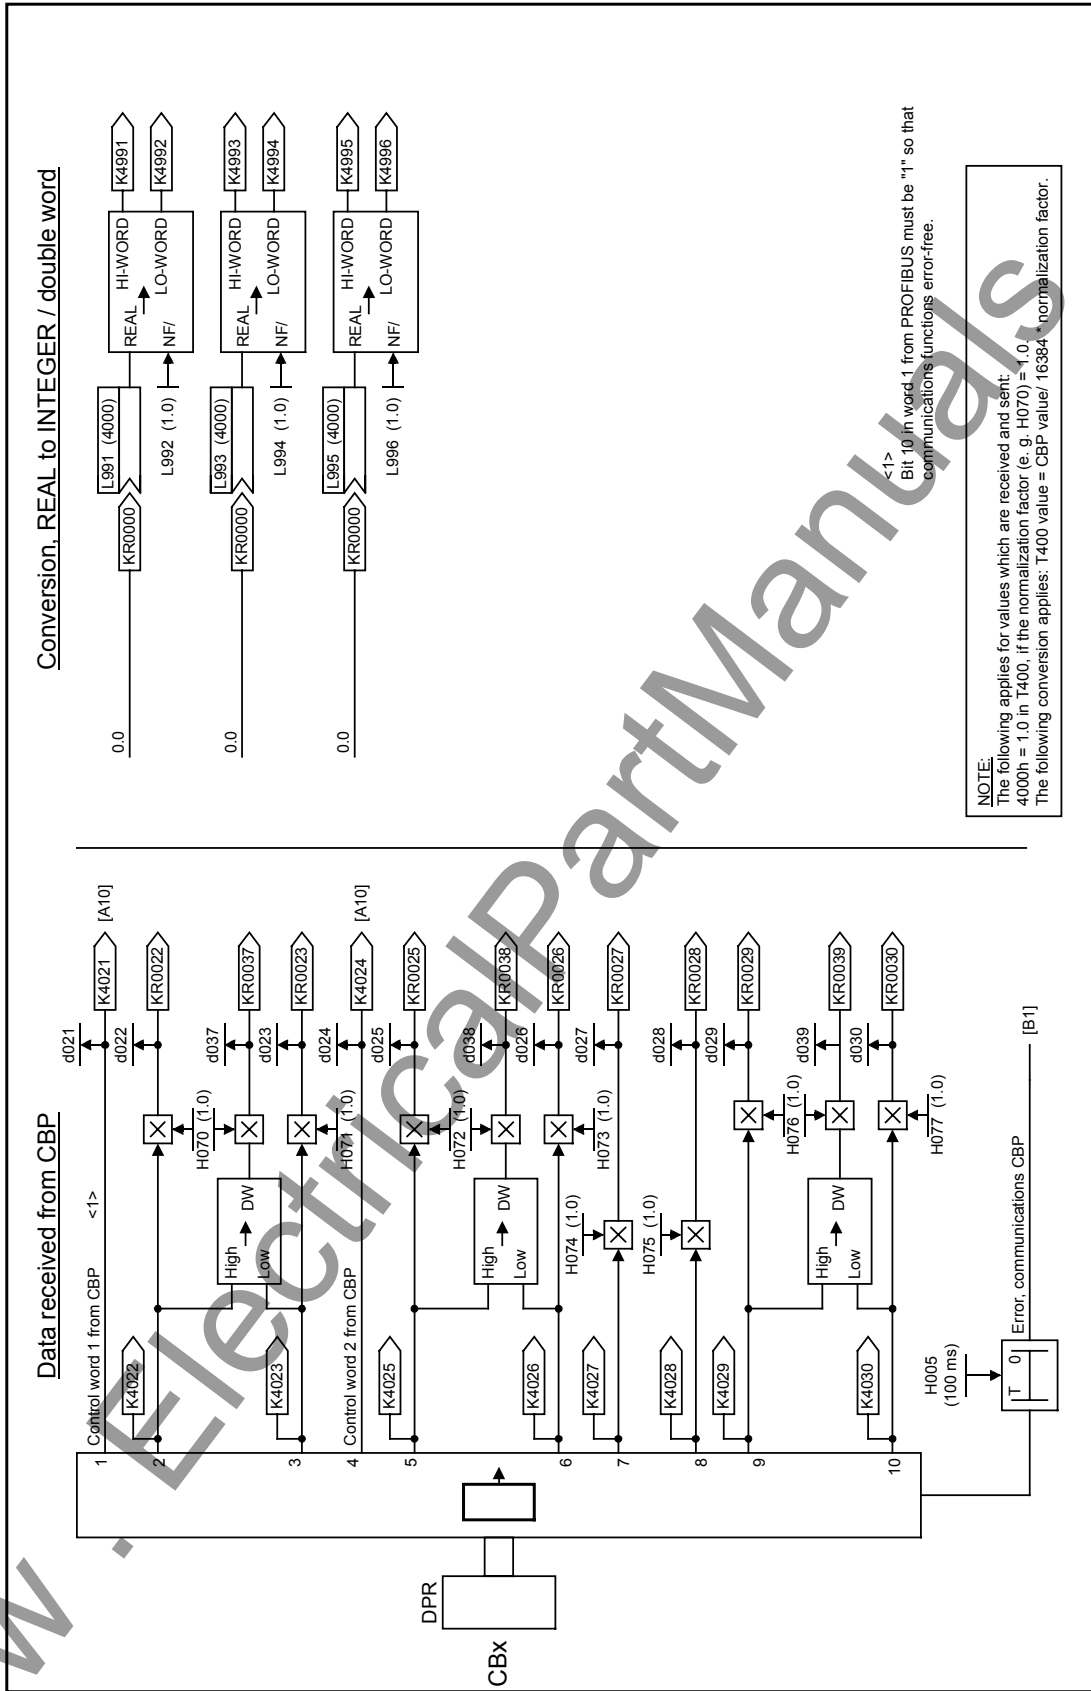 Data received from CBP
CBx
DPR
1
Control word 1 from CBP
<1>
d021
K4021
[A10]
2
K4022
d022
KR0022
H070 (1.0)
High
Low
DW
d037
KR0037
3
K4023
d023
KR0023
H071 (1.0)
4
Control word 2 from CBP
d024
K4024
[A10]
5
K4025
d025
KR0025
H072 (1.0)
High
Low
DW
d038
KR0038
6
K4026
d026
KR0026
H073 (1.0)
7
K4027
H074 (1.0)
d027
KR0027
8
K4028
H075 (1.0)
d028
KR0028
9
K4029
d029
KR0029
H076 (1.0)
High
Low
DW
d039
KR0039
10
K4030
d030
KR0030
H077 (1.0)
H005
(100 ms)
T 0
Error, communications CBP
[B1]
Conversion, REAL to INTEGER / double word
0.0
KR0000
L991 (4000)
L992 (1.0)
REAL
NF/
HI-WORD
LO-WORD
K4991
K4992
0.0
KR0000
L993 (4000)
L994 (1.0)
REAL
NF/
HI-WORD
LO-WORD
K4993
K4994
0.0
KR0000
L995 (4000)
L996 (1.0)
REAL
NF/
HI-WORD
LO-WORD
K4995
K4996
<1>
Bit 10 in word 1 from PROFIBUS must be "1" so that
communications functions error-free.
NOTE:
The following applies for values which are received and sent:
4000h = 1.0 in T400, if the normalization factor (e. g. H070) = 1.0.
The following conversion applies: T400 value = CBP value/ 16384 * normalization factor.
w . ElectricalPartManuals